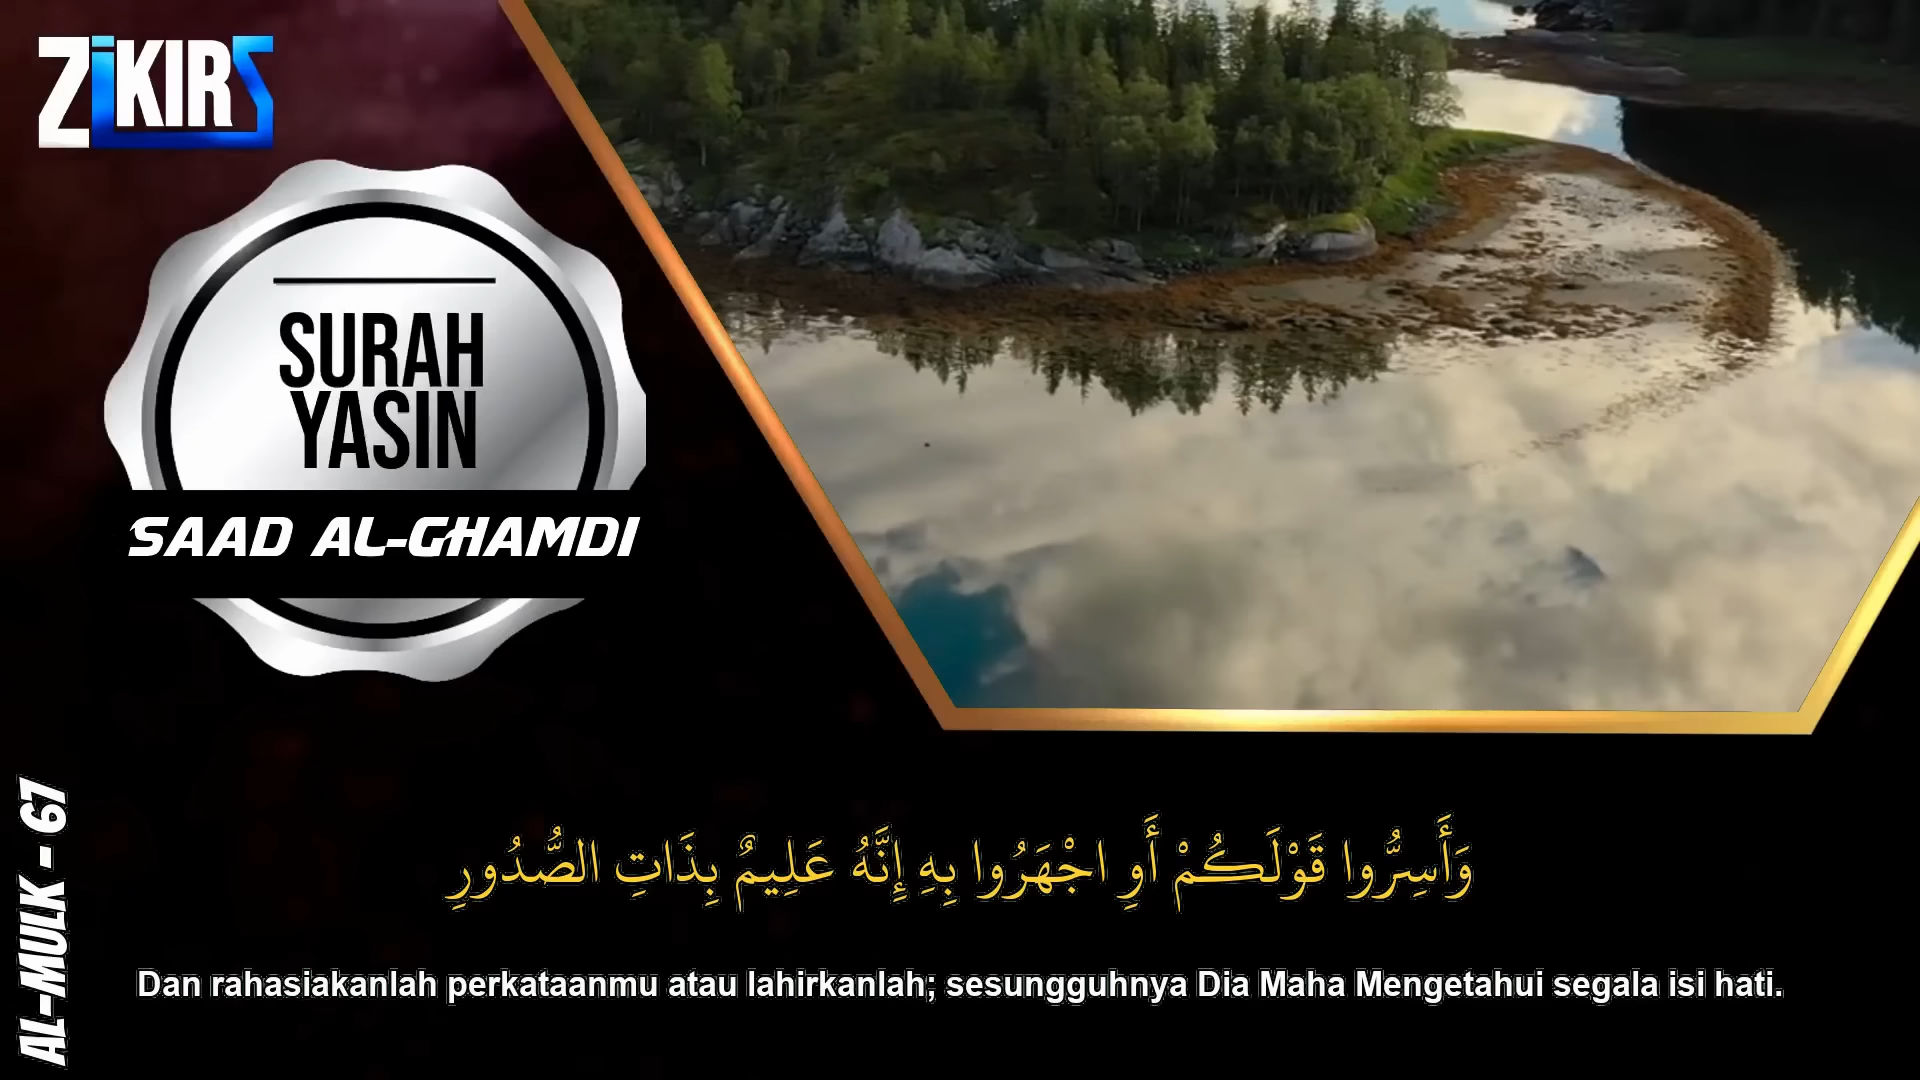 ZiKIR
SURAH
YASIN
SAAD AL-GHAMDI
AL-MULK - 67
وَأَسِرُّوا قَوْلَكُمْ أَوِ اجْهَرُوا بِهِ إِنَّهُ عَلِيمٌ بِذَاتِ الصُّدُورِ
Dan rahasiakanlah perkataanmu atau lahirkanlah; sesungguhnya Dia Maha Mengetahui segala isi hati.